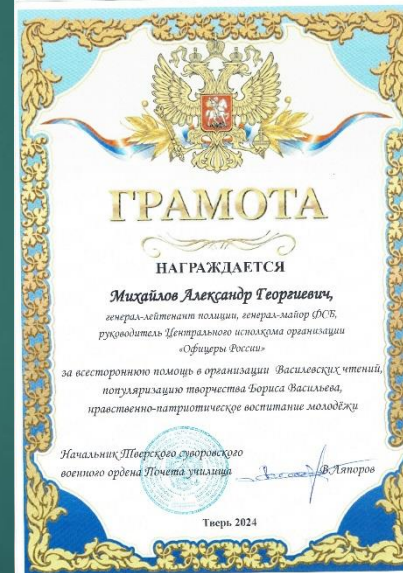 ГРАМОТА
НАГРАЖДАЕТСЯ
Михайлов Александр Георгиевич,
генерал-лейтенант полиции, генерал-майор ФСБ,
руководитель Центрального исполкома организации
«Офицеры России»
за всестороннюю помощь в организации Василевских чтений,
популяризацию творчества Бориса Васильева,
нравственно-патриотическое воспитание молодёжи
Начальник Тверского суворовского
военного ордена Почета училища
В.Ляпоров
Тверь 2024